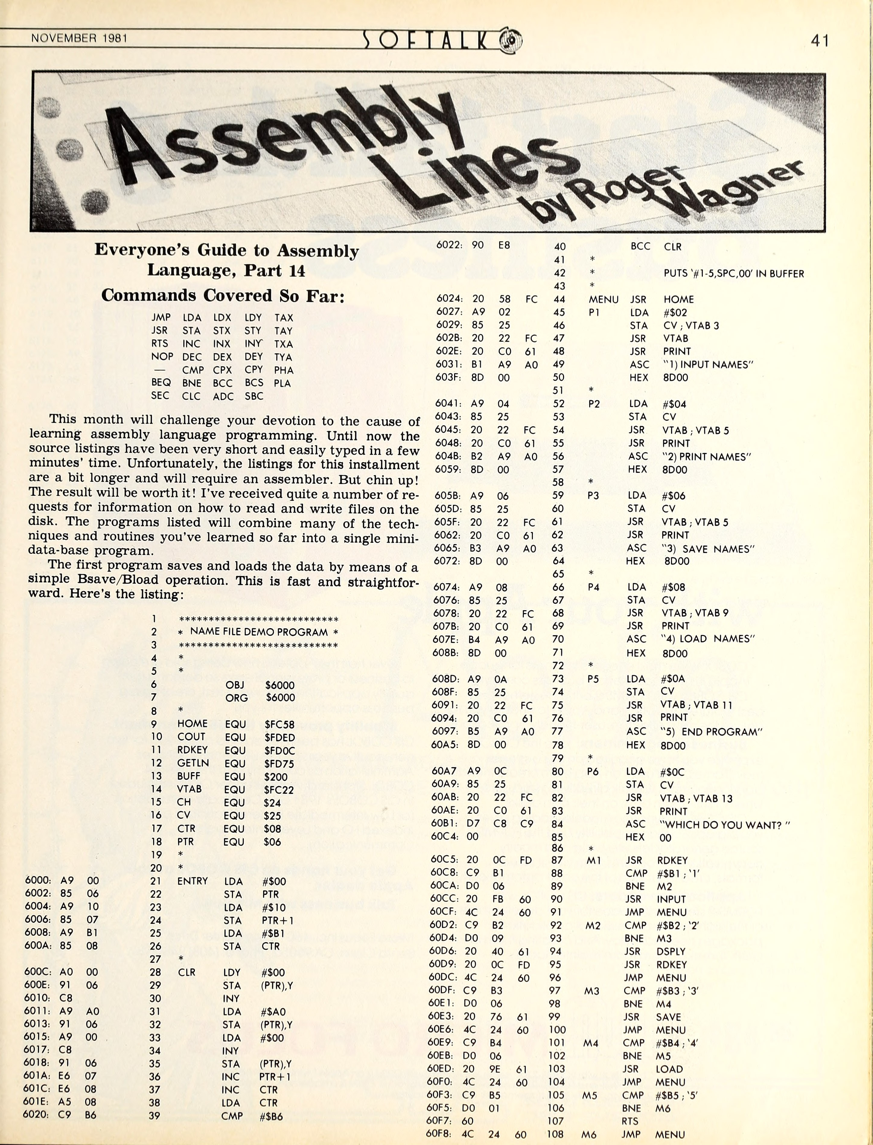 NOVEMBER 1981
SOFTALK
41
Assembly
Lines
by Roger
Wagner
Everyone's Guide to Assembly
Language, Part 14
Commands Covered So Far:
JMP LDA LDX LDY TAX
JSR STA STX STY TAY
RTS INC INX INY TXA
NOP DEC DEX DEY TYA
— CMP CPX CPY PHA
BEQ BNE BCC BCS PLA
SEC CLC ADC SBC
This month will challenge your devotion to the cause of
learning assembly language programming. Until now the
source listings have been very short and easily typed in a few
minutes' time. Unfortunately, the listings for this installment
are a bit longer and will require an assembler. But chin up!
The result will be worth it! I've received quite a number of re-
quests for information on how to read and write files on the
disk. The programs listed will combine many of the tech-
niques and routines you've learned so far into a single mini-
data-base program.
The first program saves and loads the data by means of a
simple Bsave/Bload operation. This is fast and straightfor-
ward. Here's the listing:
1 ***************************
2 * NAME FILE DEMO PROGRAM *
3 ***************************
4 *
5 *
6 OBJ $6000
7 ORG $6000
8 *
9 HOME EQU $FC58
10 COUT EQU $FDED
11 RDKEY EQU $FD0C
12 GETLN EQU $FD75
13 BUFF EQU $200
14 VTAB EQU $FC22
15 CH EQU $24
16 CV EQU $25
17 CTR EQU $08
18 PTR EQU $06
19 *
20 *
6000: A9 00 21 ENTRY LDA #$00
6002: 85 06 22 STA PTR
6004: A9 10 23 LDA #$10
6006: 85 07 24 STA PTR+1
6008: A9 B1 25 LDA #$B1
600A: 85 08 26 STA CTR
27 *
600C: A0 00 28 CLR LDY #$00
600E: 91 06 29 STA (PTR),Y
6010: C8 30 INY
6011: A9 A0 31 LDA #$A0
6013: 91 06 32 STA (PTR),Y
6015: A9 00 33 LDA #$00
6017: C8 34 INY
6018: 91 06 35 STA (PTR),Y
601A: E6 07 36 INC PTR+1
601C: E6 08 37 INC CTR
601E: A5 08 38 LDA CTR
6020: C9 B6 39 CMP #$B6
6022: 90 E8 40 BCC CLR
41 *
42 * PUTS '#1-5,SPC,00' IN BUFFER
43 *
6024: 20 58 FC 44 MENU JSR HOME
6027: A9 02 45 P1 LDA #$02
6029: 85 25 46 STA CV ; VTAB 3
602B: 20 22 FC 47 JSR VTAB
602E: 20 C0 61 48 JSR PRINT
6031: B1 A9 A0 49 ASC "1) INPUT NAMES"
603F: 8D 00 50 HEX 8D00
51 *
6041: A9 04 52 P2 LDA #$04
6043: 85 25 53 STA CV
6045: 20 22 FC 54 JSR VTAB ; VTAB 5
6048: 20 C0 61 55 JSR PRINT
604B: B2 A9 A0 56 ASC "2) PRINT NAMES"
6059: 8D 00 57 HEX 8D00
58 *
605B: A9 06 59 P3 LDA #$06
605D: 85 25 60 STA CV
605F: 20 22 FC 61 JSR VTAB ; VTAB 5
6062: 20 C0 61 62 JSR PRINT
6065: B3 A9 A0 63 ASC "3) SAVE NAMES"
6072: 8D 00 64 HEX 8D00
65 *
6074: A9 08 66 P4 LDA #$08
6076: 85 25 67 STA CV
6078: 20 22 FC 68 JSR VTAB ; VTAB 9
607B: 20 C0 61 69 JSR PRINT
607E: B4 A9 A0 70 ASC "4) LOAD NAMES"
608B: 8D 00 71 HEX 8D00
72 *
608D: A9 0A 73 P5 LDA #$0A
608F: 85 25 74 STA CV
6091: 20 22 FC 75 JSR VTAB ; VTAB 11
6094: 20 C0 61 76 JSR PRINT
6097: B5 A9 A0 77 ASC "5) END PROGRAM"
60A5: 8D 00 78 HEX 8D00
79 *
60A7 A9 0C 80 P6 LDA #$0C
60A9: 85 25 81 STA CV
60AB: 20 22 FC 82 JSR VTAB ; VTAB 13
60AE: 20 C0 61 83 JSR PRINT
60B1: D7 C8 C9 84 ASC "WHICH DO YOU WANT? "
60C4: 00 85 HEX 00
86 *
60C5: 20 0C FD 87 M1 JSR RDKEY
60C8: C9 B1 88 CMP #$B1 ; '1'
60CA: D0 06 89 BNE M2
60CC: 20 FB 60 90 JSR INPUT
60CF: 4C 24 60 91 JMP MENU
60D2: C9 B2 92 M2 CMP #$B2 ; '2'
60D4: D0 09 93 BNE M3
60D6: 20 40 61 94 JSR DSPLY
60D9: 20 0C FD 95 JSR RDKEY
60DC: 4C 24 60 96 JMP MENU
60DF: C9 B3 97 M3 CMP #$B3 ; '3'
60E1: D0 06 98 BNE M4
60E3: 20 76 61 99 JSR SAVE
60E6: 4C 24 60 100 JMP MENU
60E9: C9 B4 101 M4 CMP #$B4 ; '4'
60EB: D0 06 102 BNE M5
60ED: 20 9E 61 103 JSR LOAD
60F0: 4C 24 60 104 JMP MENU
60F3: C9 B5 105 M5 CMP #$B5 ; '5'
60F5: D0 01 106 BNE M6
60F7: 60 107 RTS
60F8: 4C 24 60 108 M6 JMP MENU